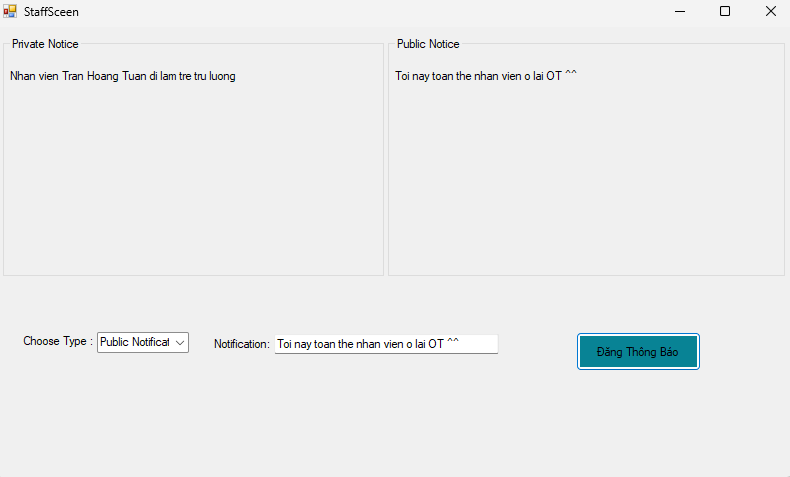 StaffSceen
Private Notice
Nhan vien Tran Hoang Tuan di lam tre tru luong
Public Notice
Toi nay toan the nhan vien o lai OT ^^
Choose Type :
Public Notificat
Notification:
Toi nay toan the nhan vien o lai OT ^^
Đăng Thông Báo